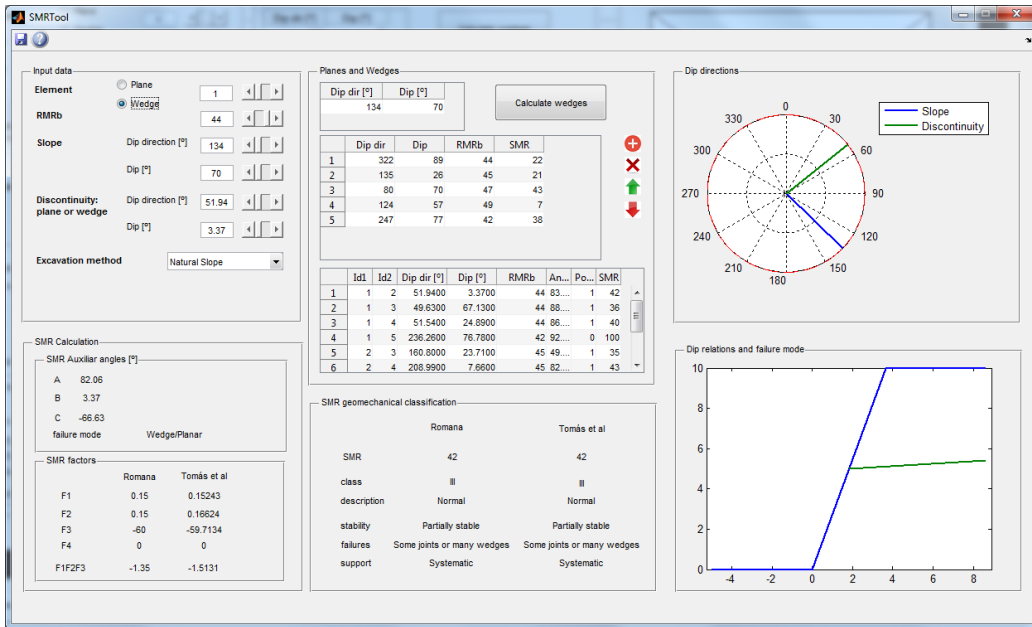 SMRTool
Input data
Element
Plane
Wedge
1
RMRb
44
Slope
Dip direction [º]
134
Dip [º]
70
Discontinuity:
plane or wedge
Dip direction [º]
51.94
Dip [º]
3.37
Excavation method
Natural Slope
SMR Calculation
SMR Auxiliar angles [º]
A 82.06
B 3.37
C -66.63
failure mode Wedge/Planar
SMR factors
Romana Tomás et al
F1 0.15 0.15243
F2 0.15 0.16624
F3 -60 -59.7134
F4 0 0
F1F2F3 -1.35 -1.5131
Planes and Wedges
Dip dir [º] Dip [º]
134 70
Calculate wedges
Dip dir Dip RMRb SMR
1 322 89 44 22
2 135 26 45 21
3 80 70 47 43
4 124 57 49 7
5 247 77 42 38
Id1 Id2 Dip dir [º] Dip [º] RMRb An... Po... SMR
1 1 2 51.9400 3.3700 44 83.... 1 42
2 1 3 49.6300 67.1300 44 88.... 1 36
3 1 4 51.5400 24.8900 44 86.... 1 40
4 1 5 236.2600 76.7800 42 92.... 0 100
5 2 3 160.8000 23.7100 45 49.... 1 35
6 2 4 208.9900 7.6600 45 82.... 1 43
SMR geomechanical classification
Romana Tomás et al
SMR 42 42
class III III
description Normal Normal
stability Partially stable Partially stable
failures Some joints or many wedges Some joints or many wedges
support Systematic Systematic
Dip directions
0
30
60
90
120
150
180
210
240
270
300
330
Slope
Discontinuity
Dip relations and failure mode
10
8
6
4
2
0
-4 -2 0 2 4 6 8